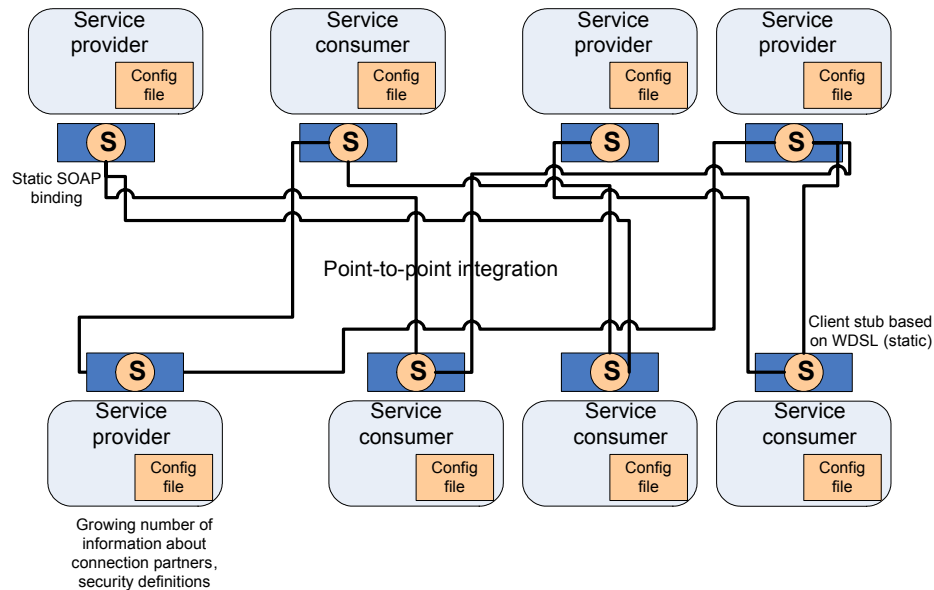 Service
provider
Config
file
Service
consumer
Config
file
Service
provider
Config
file
Service
provider
Config
file
S
S
S
S
Static SOAP
binding
Point-to-point integration
Client stub based
on WDSL (static)
S
S
S
S
Service
provider
Config
file
Service
consumer
Config
file
Service
consumer
Config
file
Service
consumer
Config
file
Growing number of
information about
connection partners,
security definitions